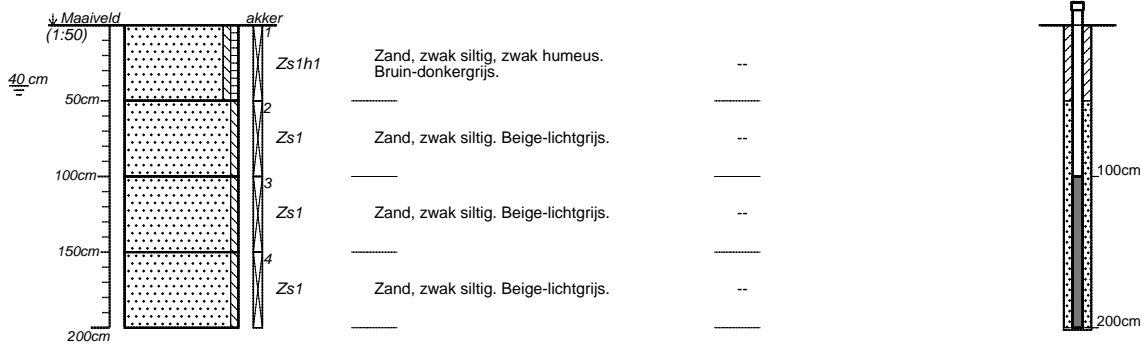 Maaiveld
akker
(1:50)
1
Zs1h1
Zand, zwak siltig, zwak humeus.
Bruin-donkergrijs.
--
40 cm
50cm
2
Zs1
Zand, zwak siltig. Beige-lichtgrijs.
--
100cm
100cm
3
Zs1
Zand, zwak siltig. Beige-lichtgrijs.
--
150cm
4
Zs1
Zand, zwak siltig. Beige-lichtgrijs.
--
200cm
200cm